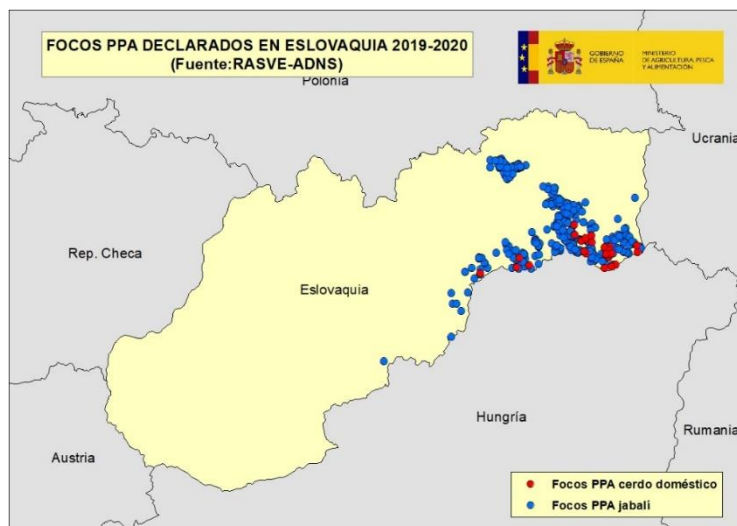 FOCOS PPA DECLARADOS EN ESLOVAQUIA 2019-2020
(Fuente:RASVE-ADNS)
GOBIERNO
DE ESPAÑA
MINISTERIO
DE AGRICULTURA, PESCA
Y ALIMENTACIÓN
Polonia
Ucrania
Rep. Checa
Eslovaquia
Hungría
Rumania
Austria
Focos PPA cerdo doméstico
Focos PPA jabalí